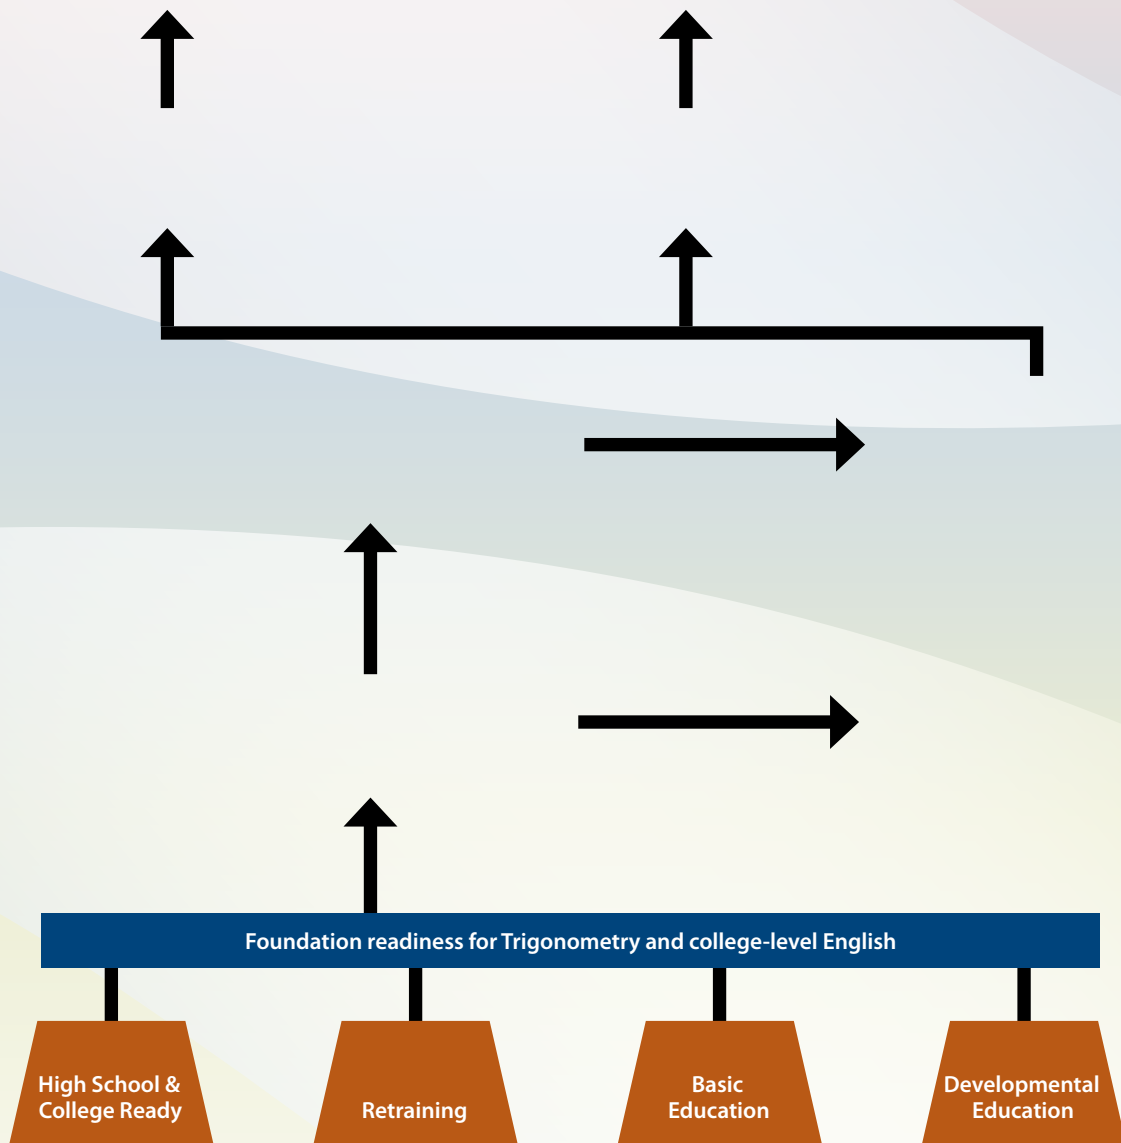 Foundation readiness for Trigonometry and college-level English
High School &
College Ready
Retraining
Basic
Education
Developmental
Education